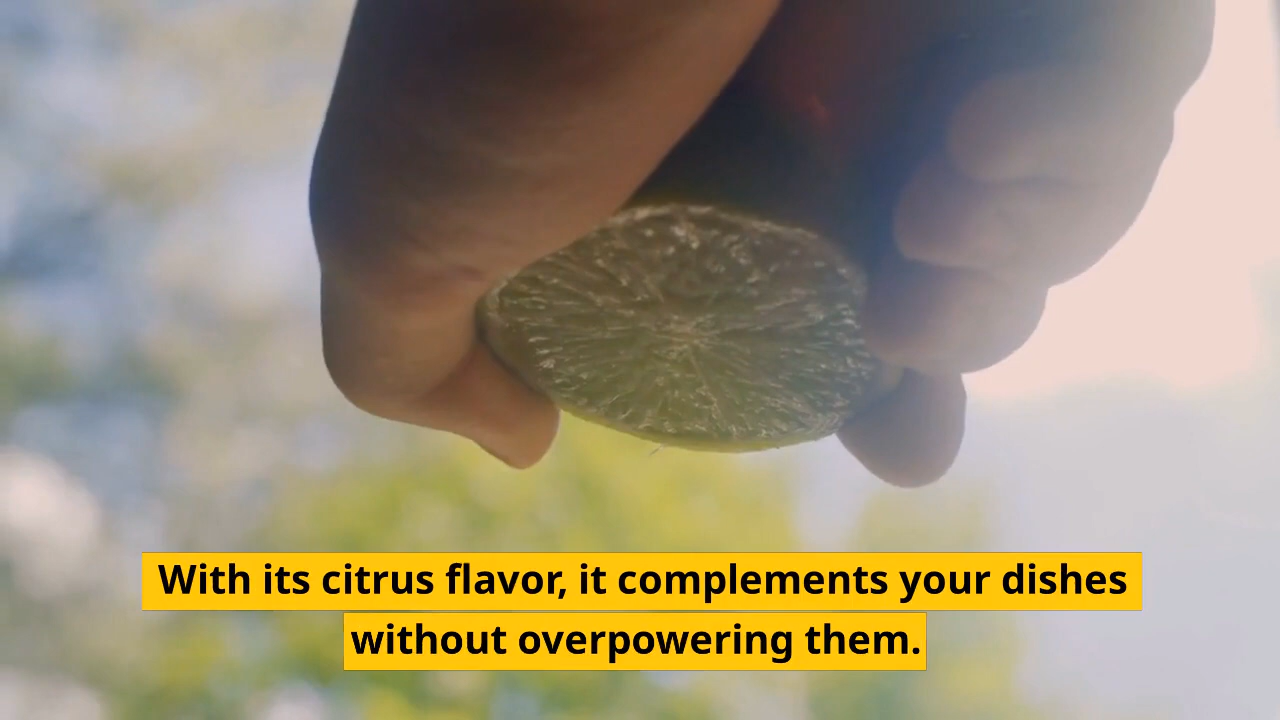 With its citrus flavor, it complements your dishes
without overpowering them.